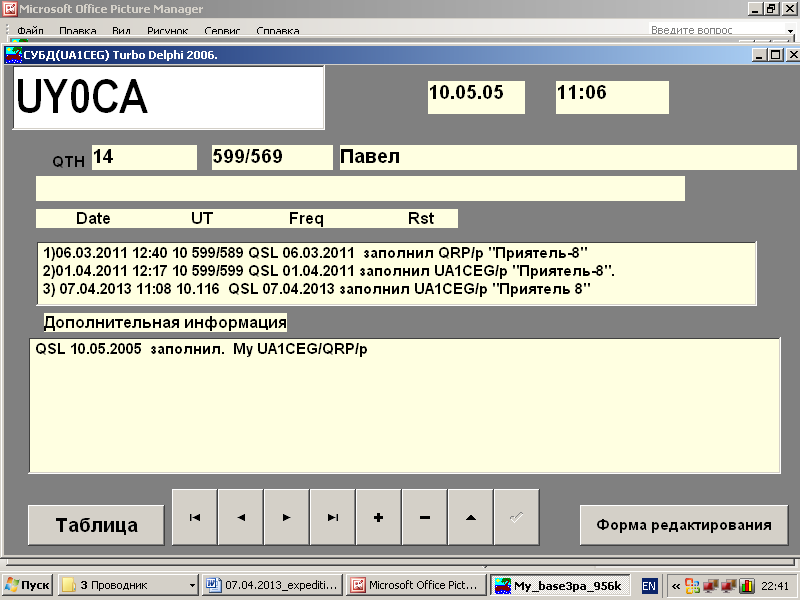 Microsoft Office Picture Manager
Файл Правка Вид Рисунок Сервис Справка Введите вопрос
СУБД(UA1CEG) Turbo Delphi 2006.
UY0CA
10.05.05 11:06
QTH 14 599/569 Павел
Date UT Freq Rst
1)06.03.2011 12:40 10 599/589 QSL 06.03.2011 заполнил QRP/p "Приятель-8"
2)01.04.2011 12:17 10 599/599 QSL 01.04.2011 заполнил UA1CEG/p "Приятель-8".
3) 07.04.2013 11:08 10.116 QSL 07.04.2013 заполнил UA1CEG/p "Приятель 8"
Дополнительная информация
QSL 10.05.2005 заполнил. My UA1CEG/QRP/p
Таблица Форма редактирования
Пуск 3 Проводник 07.04.2013_expediti... Microsoft Office Pict... My_base3pa_956k EN « 22:41